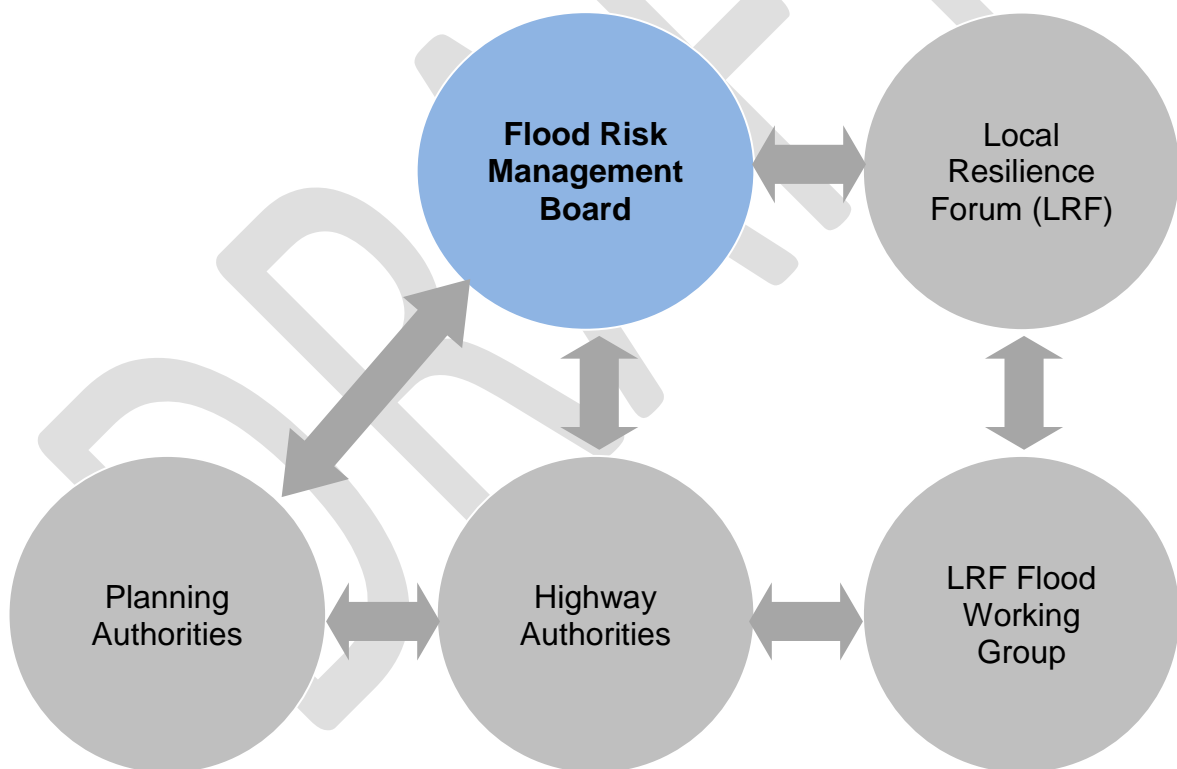 Flood Risk
Management
Board
Local
Resilience
Forum (LRF)
Planning
Authorities
Highway
Authorities
LRF Flood
Working
Group